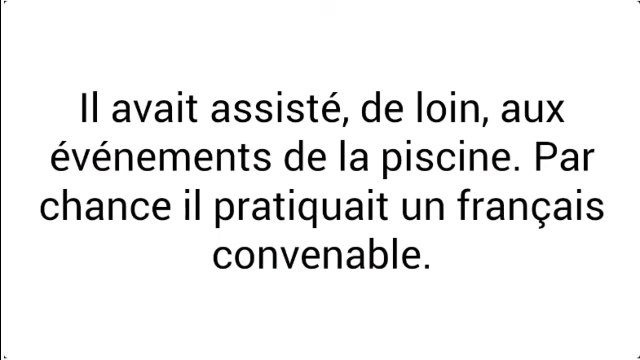 Il avait assisté, de loin, aux
événements de la piscine. Par
chance il pratiquait un français
convenable.